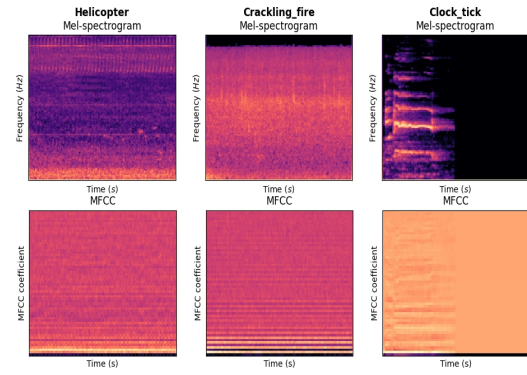 Helicopter
Mel-spectrogram
Frequency (Hz)
Time (s)
MFCC
MFCC coefficient
Time (s)
Crackling_fire
Mel-spectrogram
Frequency (Hz)
Time (s)
MFCC
MFCC coefficient
Time (s)
Clock_tick
Mel-spectrogram
Frequency (Hz)
Time (s)
MFCC
MFCC coefficient
Time (s)